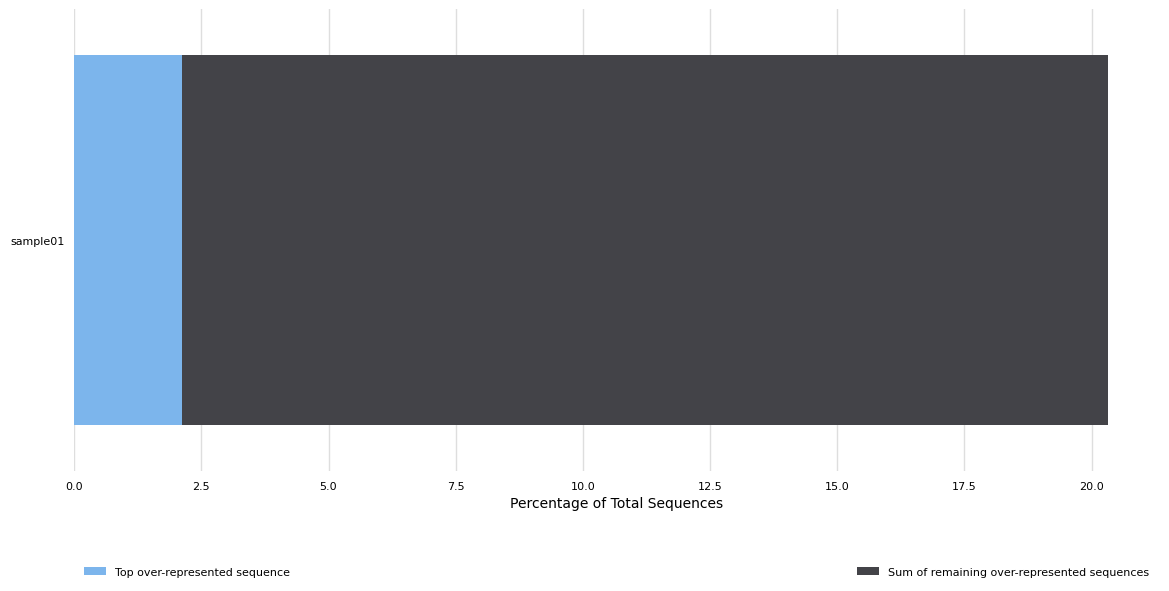 sample01
0.0 2.5 5.0 7.5 10.0 12.5 15.0 17.5 20.0
Percentage of Total Sequences
Top over-represented sequence Sum of remaining over-represented sequences